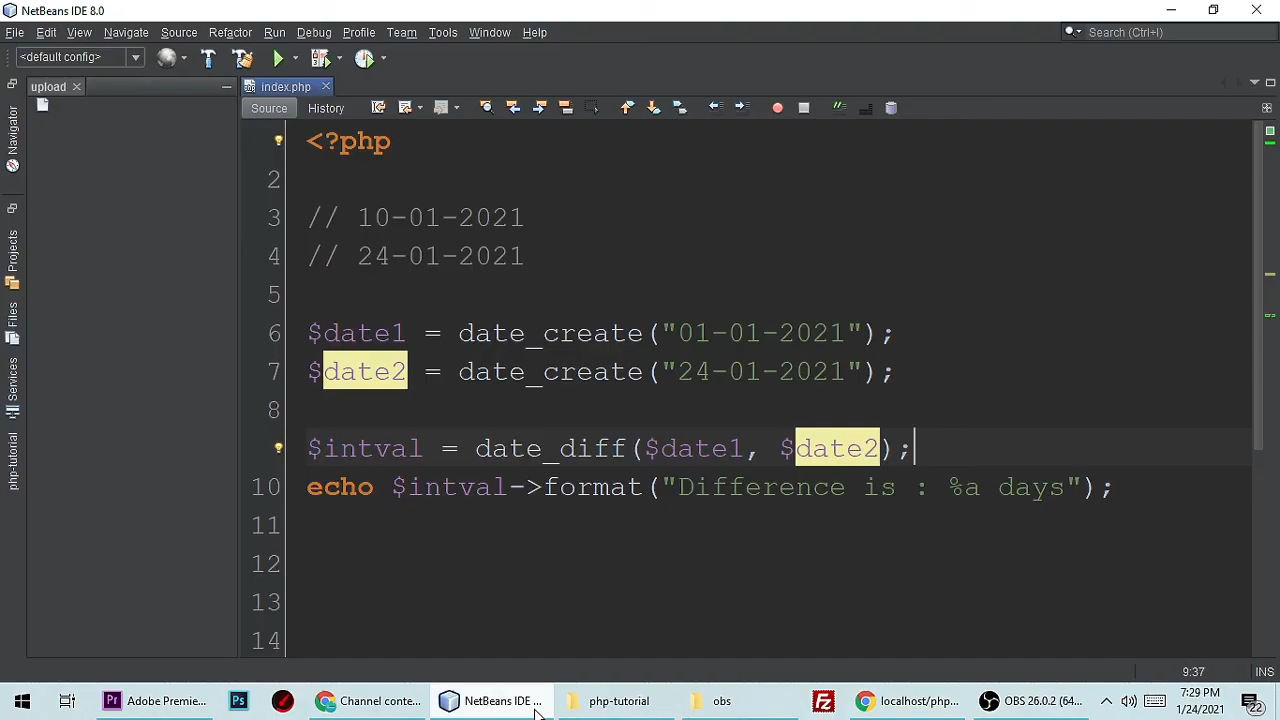 NetBeans IDE 8.0
File Edit View Navigate Source Refactor Run Debug Profile Team Tools Window Help
Search (Ctrl+I)
<default config>
upload
index.php
Source History
Navigator
Projects
Files
Services
php-tutorial
<?php
2
3 // 10-01-2021
4 // 24-01-2021
5
6 $date1 = date_create("01-01-2021");
7 $date2 = date_create("24-01-2021");
8
$intval = date_diff($date1, $date2);
10 echo $intval->format("Difference is : %a days");
11
12
13
14
9:37 INS
Adobe Premie...
Ps
Channel conte...
NetBeans IDE ...
php-tutorial
obs
Fz
localhost/php...
OBS 26.0.2 (64...
7:29 PM
1/24/2021
22
Pr